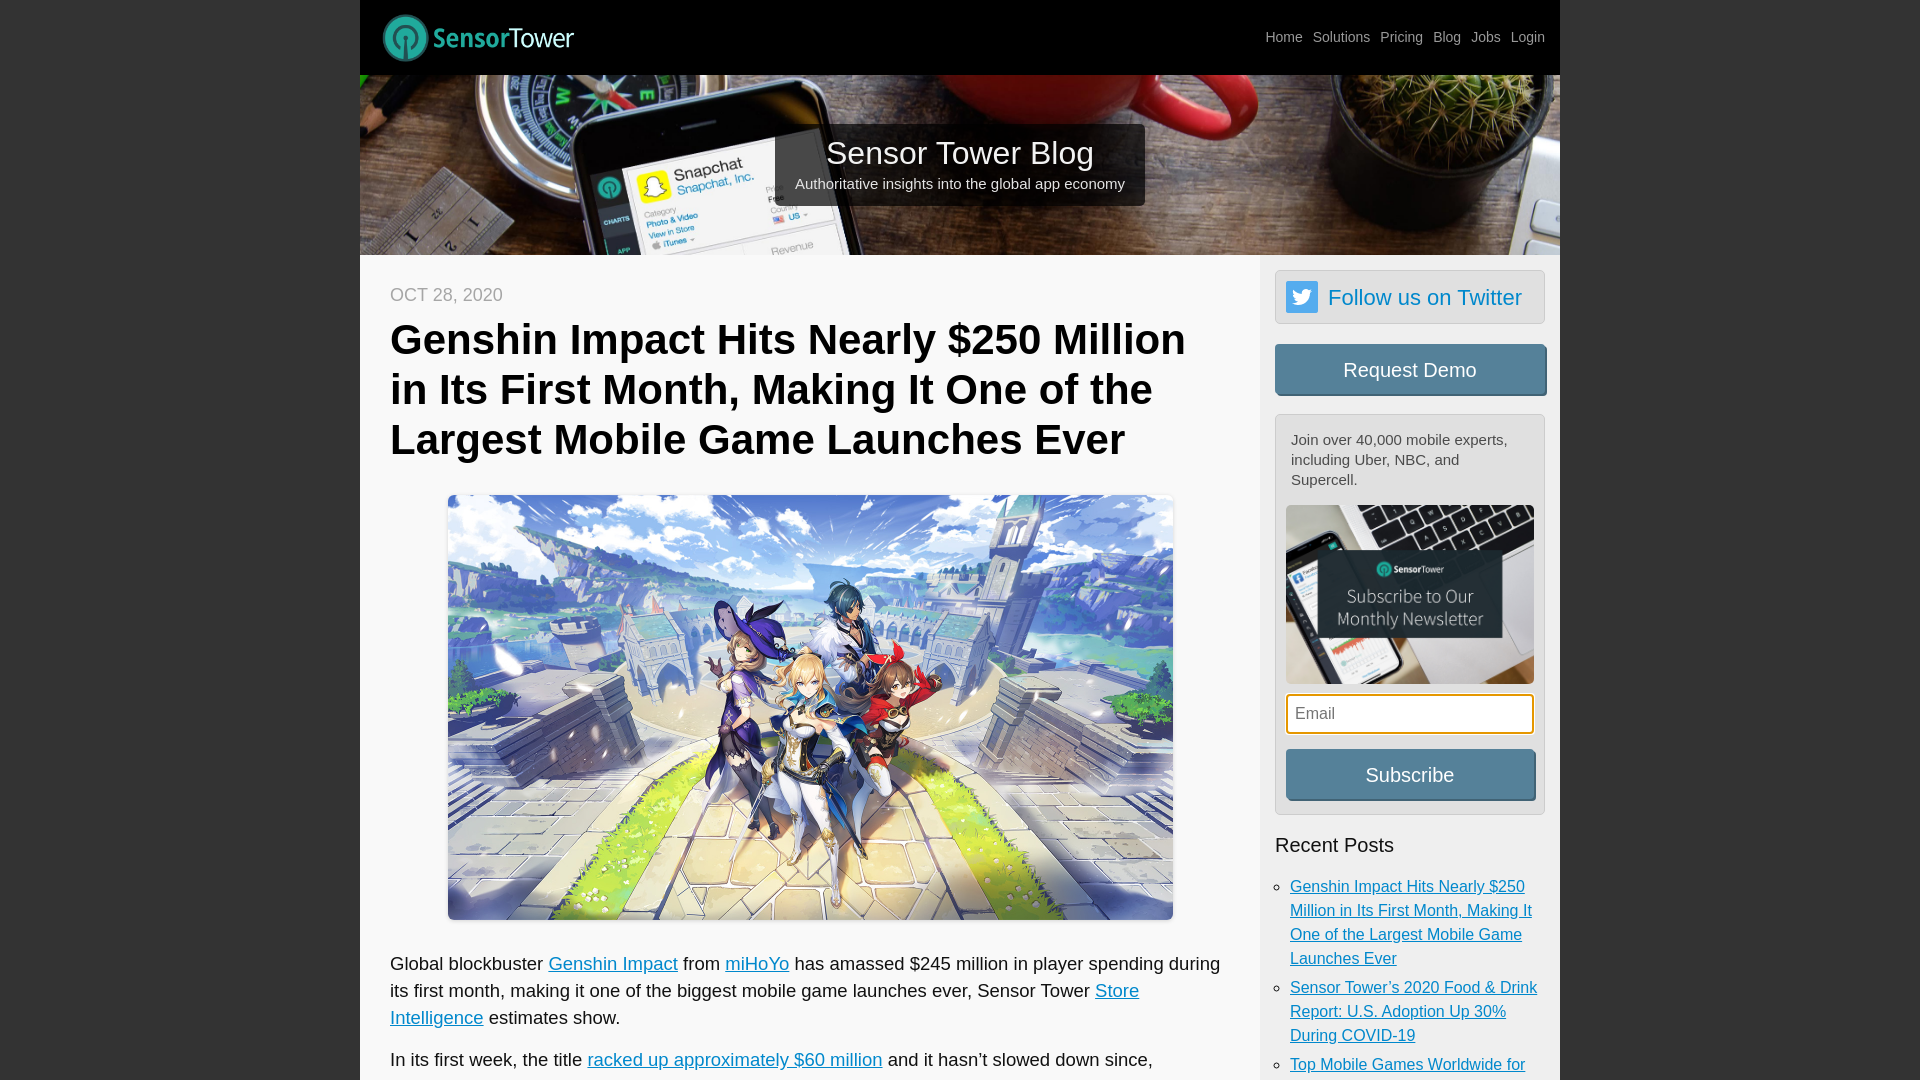 SensorTower
Home Solutions Pricing Blog Jobs Login
W E
Snapchat
Snapchat, Inc.
CHARTS
APP
Category
Photo & Video
View in Store
iTunes
Free
Country
US
Revenue
Sensor Tower Blog
Authoritative insights into the global app economy
OCT 28, 2020
Genshin Impact Hits Nearly $250 Million
in Its First Month, Making It One of the
Largest Mobile Game Launches Ever
Global blockbuster Genshin Impact from miHoYo has amassed $245 million in player spending during
its first month, making it one of the biggest mobile game launches ever, Sensor Tower Store
Intelligence estimates show.
In its first week, the title racked up approximately $60 million and it hasn’t slowed down since,
Follow us on Twitter
Request Demo
Join over 40,000 mobile experts,
including Uber, NBC, and
Supercell.
SensorTower
Subscribe to Our
Monthly Newsletter
Email
Subscribe
Recent Posts
Genshin Impact Hits Nearly $250
Million in Its First Month, Making It
One of the Largest Mobile Game
Launches Ever
Sensor Tower’s 2020 Food & Drink
Report: U.S. Adoption Up 30%
During COVID-19
Top Mobile Games Worldwide for